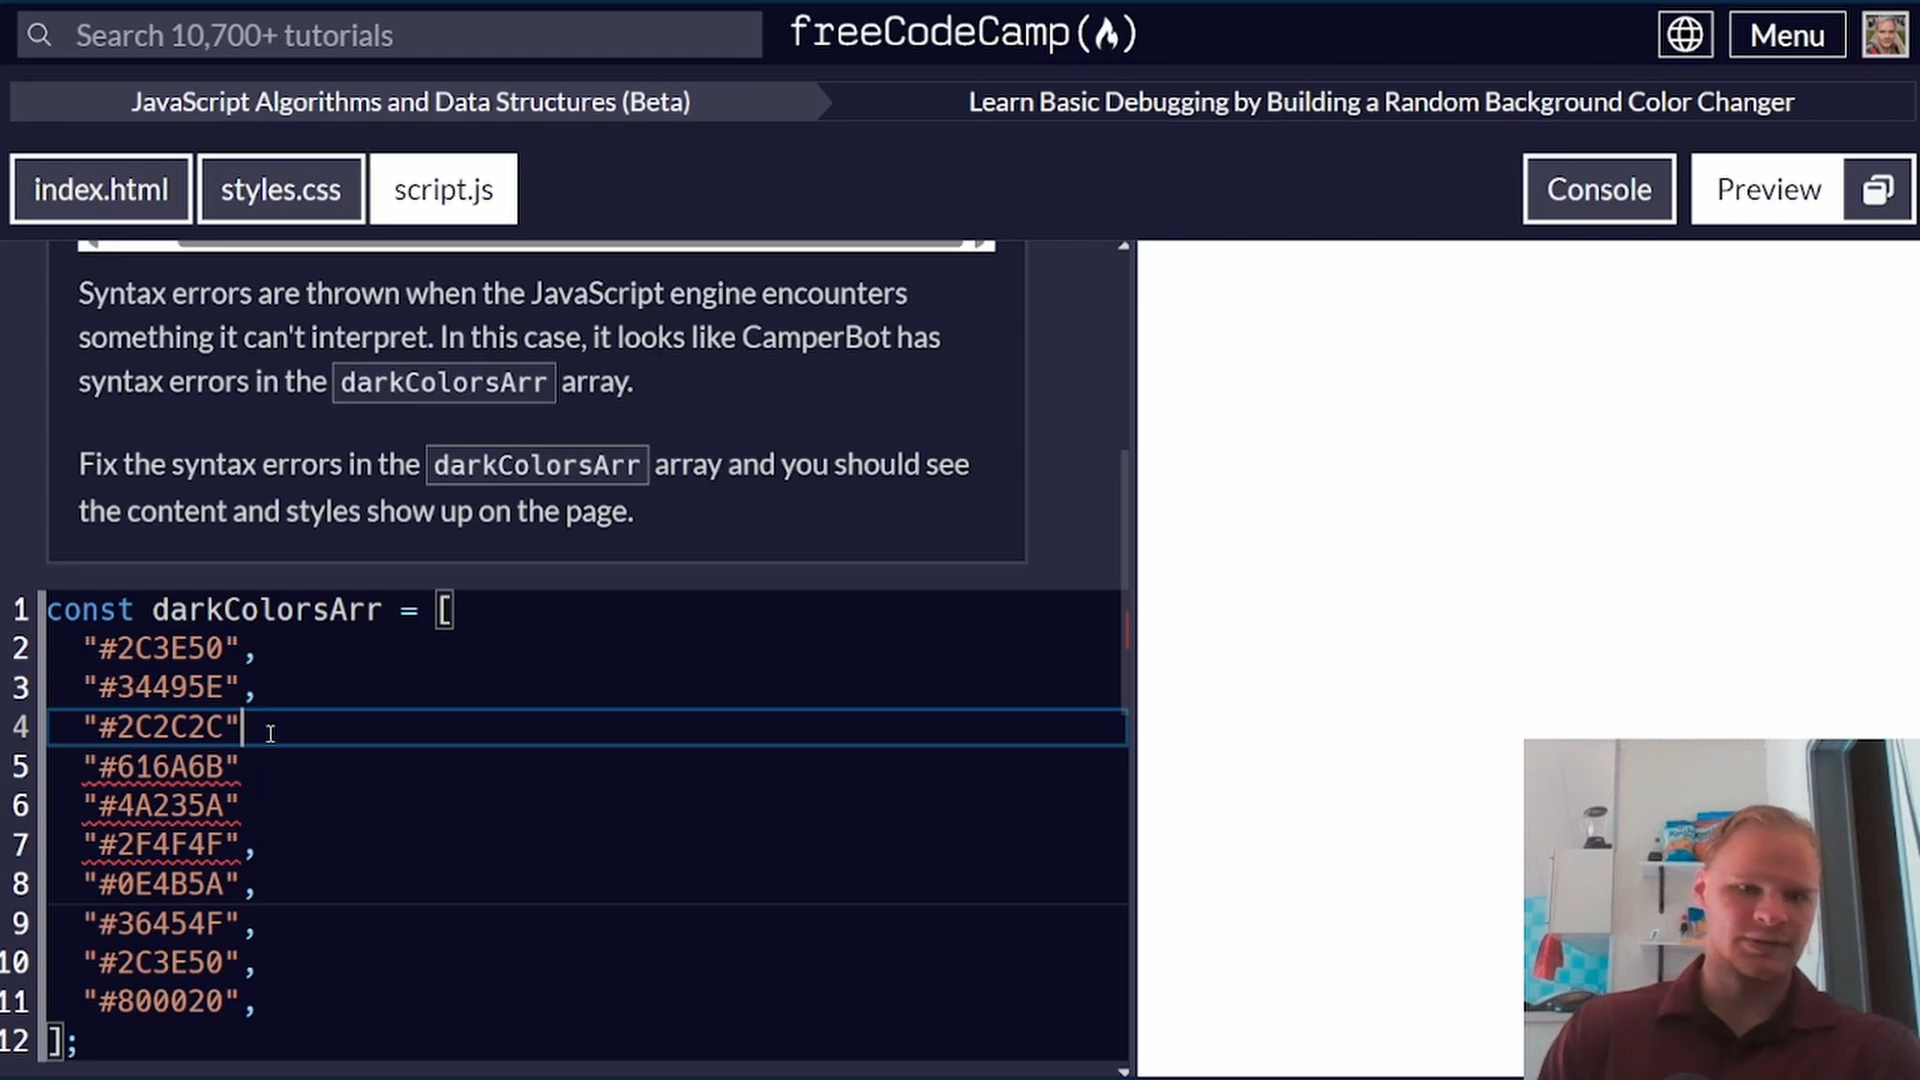 Search 10,700+ tutorials
freeCodeCamp
Menu
JavaScript Algorithms and Data Structures (Beta)
Learn Basic Debugging by Building a Random Background Color Changer
index.html
styles.css
script.js
Console
Preview
Syntax errors are thrown when the JavaScript engine encounters
something it can't interpret. In this case, it looks like CamperBot has
syntax errors in the darkColorsArr array.
Fix the syntax errors in the darkColorsArr array and you should see
the content and styles show up on the page.
1 const darkColorsArr = [
2 "#2C3E50",
3 "#34495E",
4 "#2C2C2C"
5 "#616A6B"
6 "#4A235A"
7 "#2F4F4F",
8 "#0E4B5A",
9 "#36454F",
10 "#2C3E50",
11 "#800020",
12 ];